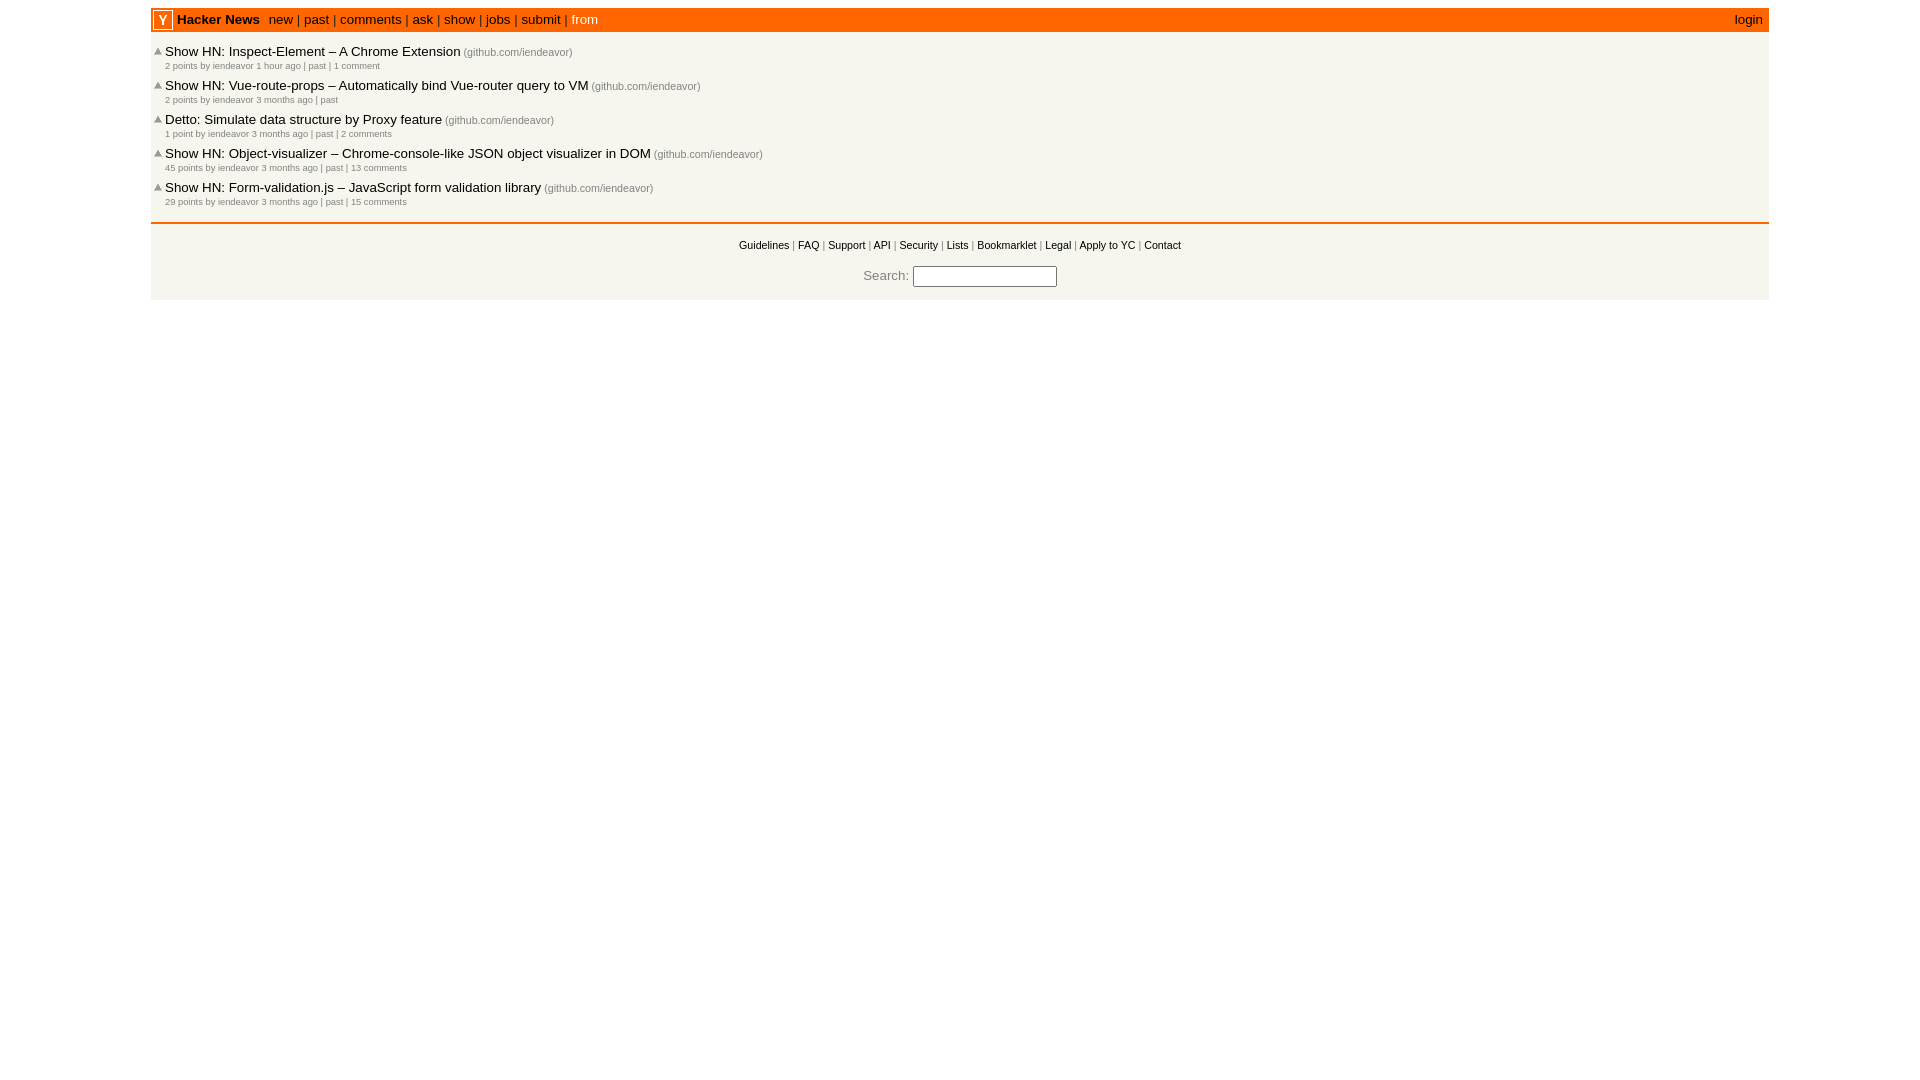 Y Hacker News new | past | comments | ask | show | jobs | submit | from login
Show HN: Inspect-Element – A Chrome Extension (github.com/iendeavor)
2 points by iendeavor 1 hour ago | past | 1 comment
Show HN: Vue-route-props – Automatically bind Vue-router query to VM (github.com/iendeavor)
2 points by iendeavor 3 months ago | past
Detto: Simulate data structure by Proxy feature (github.com/iendeavor)
1 point by iendeavor 3 months ago | past | 2 comments
Show HN: Object-visualizer – Chrome-console-like JSON object visualizer in DOM (github.com/iendeavor)
45 points by iendeavor 3 months ago | past | 13 comments
Show HN: Form-validation.js – JavaScript form validation library (github.com/iendeavor)
29 points by iendeavor 3 months ago | past | 15 comments
Guidelines | FAQ | Support | API | Security | Lists | Bookmarklet | Legal | Apply to YC | Contact
Search: